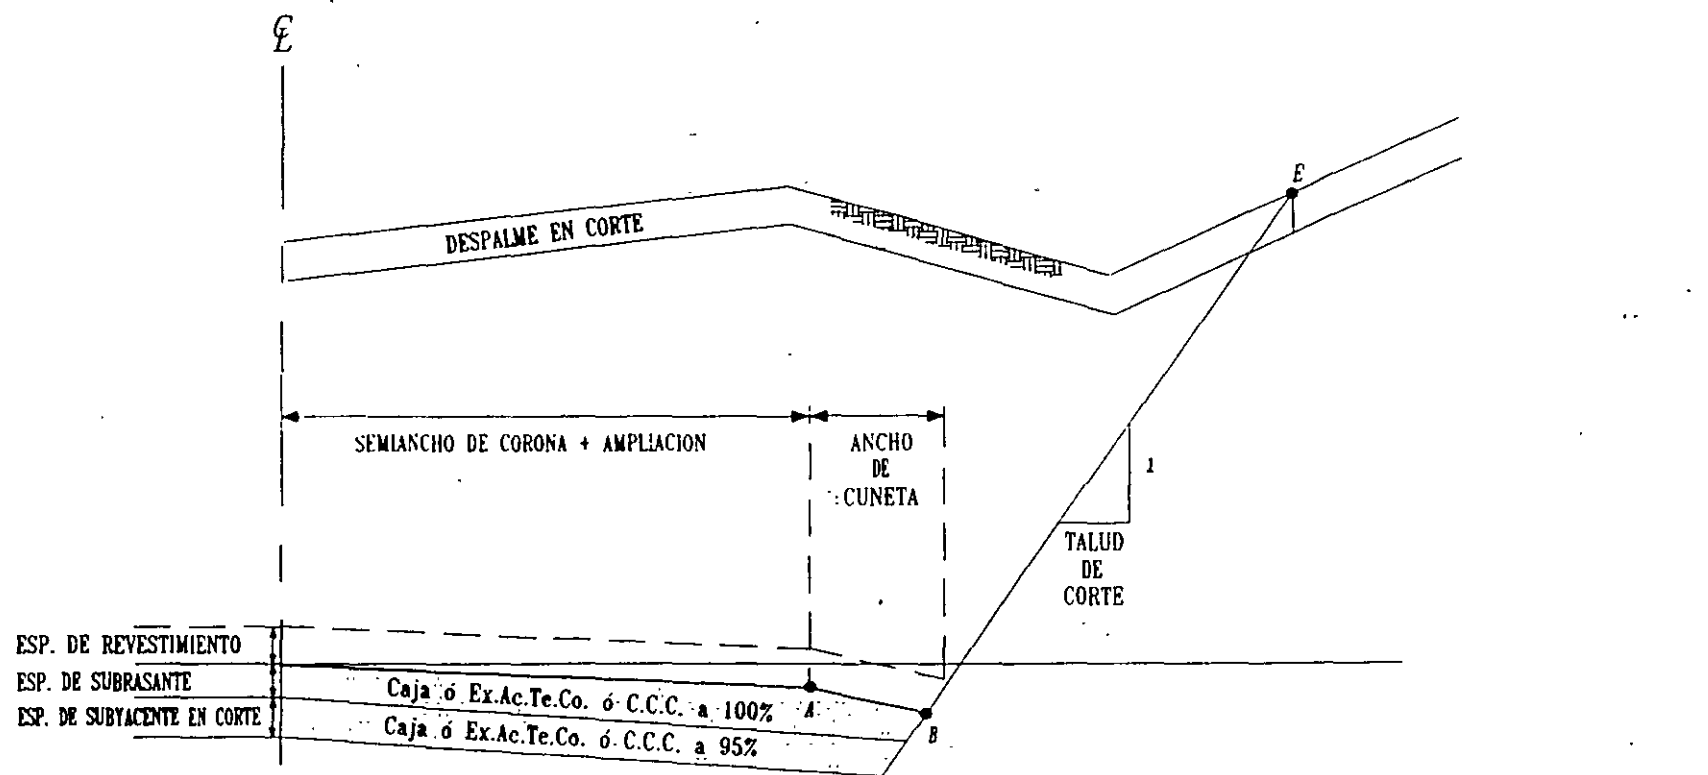 ℄
E
DESPALME EN CORTE
SEMIANCHO DE CORONA + AMPLIACION
ANCHO
DE
CUNETA
1
TALUD
DE
CORTE
ESP. DE REVESTIMIENTO
ESP. DE SUBRASANTE
Caja ó Ex.Ac.Te.Co. ó C.C.C. a 100%
A
ESP. DE SUBYACENTE EN CORTE
Caja ó Ex.Ac.Te.Co. ó C.C.C. a 95%
B